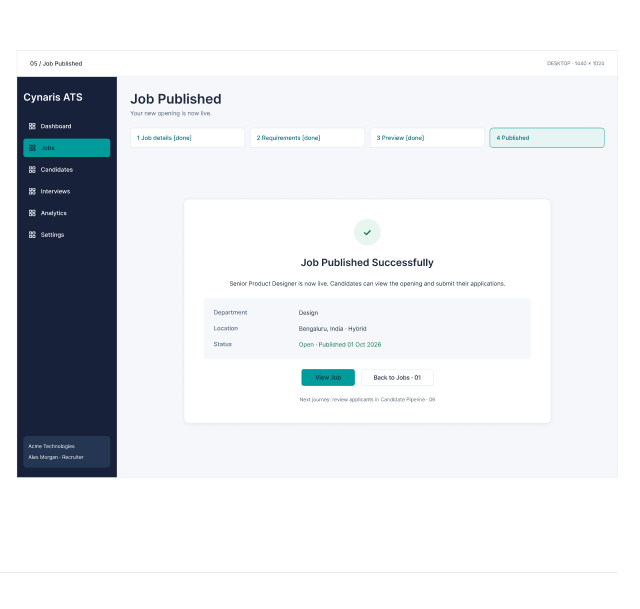 05 / Job Published
DESKTOP · 1440 × 1024
Cynaris ATS
Dashboard
Jobs
Candidates
Interviews
Analytics
Settings
Acme Technologies
Alex Morgan · Recruiter
Job Published
Your new opening is now live.
1 Job details [done]
2 Requirements [done]
3 Preview [done]
4 Published
Job Published Successfully
Senior Product Designer is now live. Candidates can view the opening and submit their applications.
Department Design
Location Bengaluru, India · Hybrid
Status Open · Published 01 Oct 2026
View Job
Back to Jobs · 01
Next journey: review applicants in Candidate Pipeline · 06